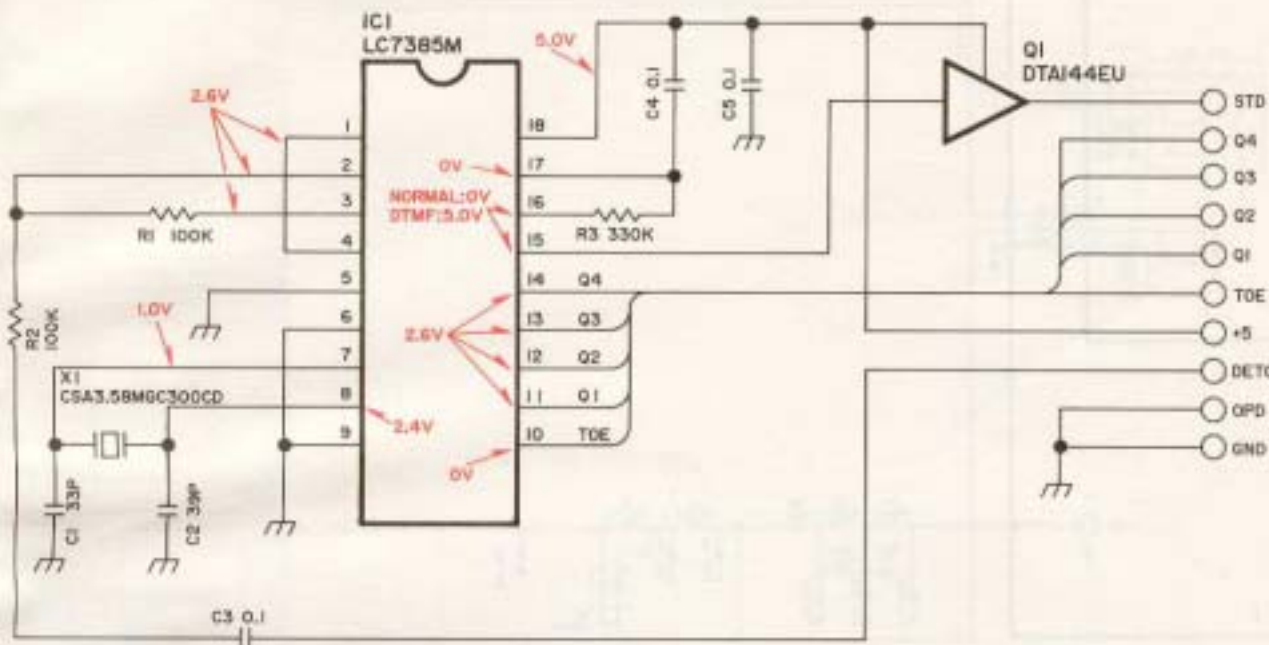 IC1
LC7385M
5.0V
Q1
DTA144EU
2.6V
C4 0.1
C5 0.1
1
2
3
4
5
6
7
8
9
18
17
16
15
14 Q4
13 Q3
12 Q2
11 Q1
10 TOE
0V
NORMAL:0V
DTMF:5.0V
R1 100K
R3 330K
R2
100K
1.0V
2.6V
X1
CSA3.58MGC300CD
2.4V
0V
C1 33P
C2 39P
C3 0.1
STD
Q4
Q3
Q2
Q1
TOE
+5
OPD
GND